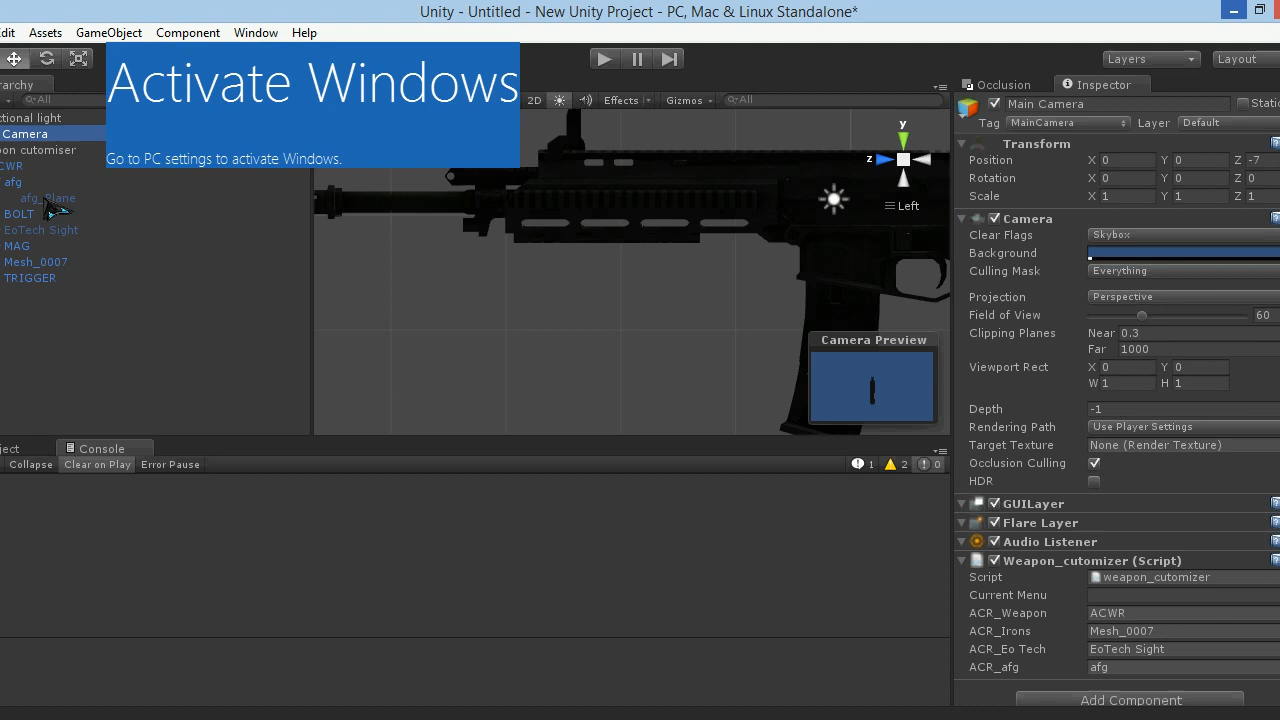 Unity - Untitled - New Unity Project - PC, Mac & Linux Standalone*
dit Assets GameObject Component Window Help
Layers Layout
Activate Windows
Go to PC settings to activate Windows.
rarchy
All
ctional light
Camera
pon cutomiser
CWR
afg
afg_Plane
BOLT
EoTech Sight
MAG
Mesh_0007
TRIGGER
2D Effects Gizmos All
y
z
Left
Camera Preview
Occlusion Inspector
Main Camera Static
Tag MainCamera Layer Default
Transform
Position X 0 Y 0 Z -7
Rotation X 0 Y 0 Z 0
Scale X 1 Y 1 Z 1
Camera
Clear Flags Skybox
Background
Culling Mask Everything
Projection Perspective
Field of View 60
Clipping Planes Near 0.3
Far 1000
Viewport Rect X 0 Y 0
W 1 H 1
Depth -1
Rendering Path Use Player Settings
Target Texture None (Render Texture)
Occlusion Culling
HDR
GUILayer
Flare Layer
Audio Listener
Weapon_cutomizer (Script)
Script weapon_cutomizer
Current Menu
ACR_Weapon ACWR
ACR_Irons Mesh_0007
ACR_Eo Tech EoTech Sight
ACR_afg afg
Add Component
ject Console
Collapse Clear on Play Error Pause 1 2 0